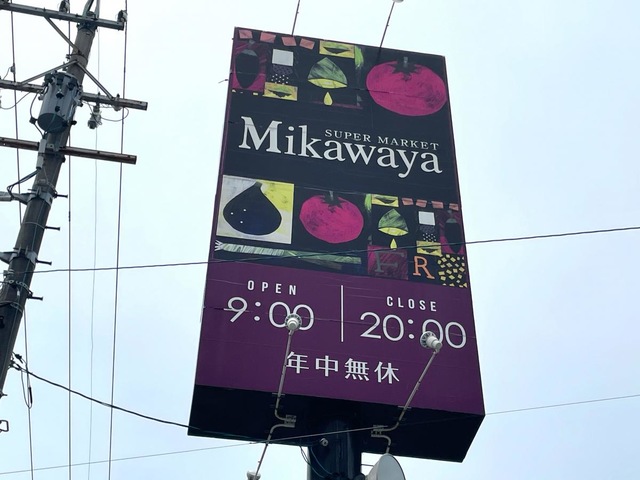 SUPER MARKET
Mikawaya
R
OPEN
9:00
CLOSE
20:00
年中無休